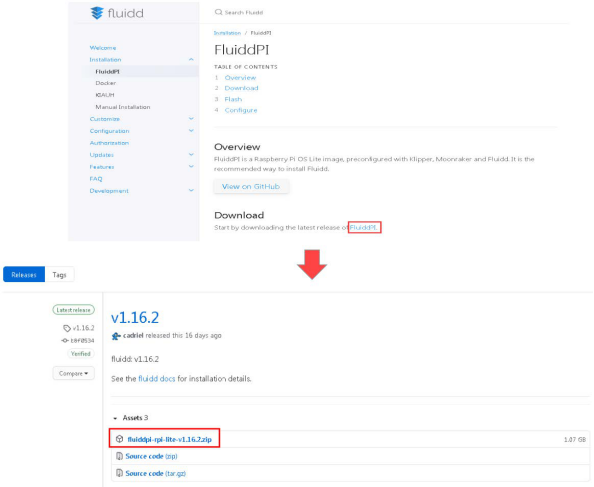 fluidd
Search Fluidd
Installation / FluiddPI
Welcome
Installation
FluiddPI
Docker
KIAUH
Manual Installation
Customize
Configuration
Authorization
Updates
Features
FAQ
Development
FluiddPI
TABLE OF CONTENTS
1 Overview
2 Download
3 Flash
4 Configure
Overview
FluiddPI is a Raspberry Pi OS Lite image, preconfigured with Klipper, Moonraker and Fluidd. It is the
recommended way to install Fluidd.
View on GitHub
Download
Start by downloading the latest release of FluiddPI.
Releases
Tags
Latest release
v1.16.2
Verified
Compare
v1.16.2
cadriel released this 16 days ago
fluidd: v1.16.2
See the fluidd docs for installation details.
Assets 3
fluiddpi-rpi-lite-v1.16.2.zip
1.07 GB
Source code (zip)
Source code (tar.gz)